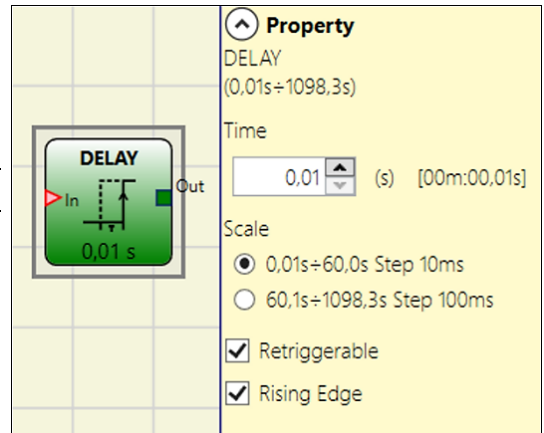 DELAY
In
Out
0,01 s
Property
DELAY
(0,01s÷1098,3s)
Time
0,01 (s) [00m:00,01s]
Scale
0,01s÷60,0s Step 10ms
60,1s÷1098,3s Step 100ms
Retriggerable
Rising Edge